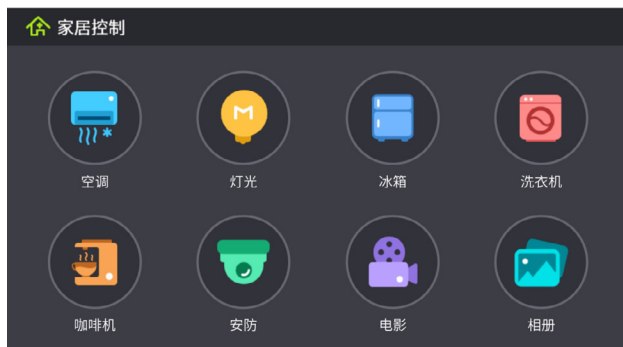 家居控制
空调 灯光 冰箱 洗衣机
咖啡机 安防 电影 相册